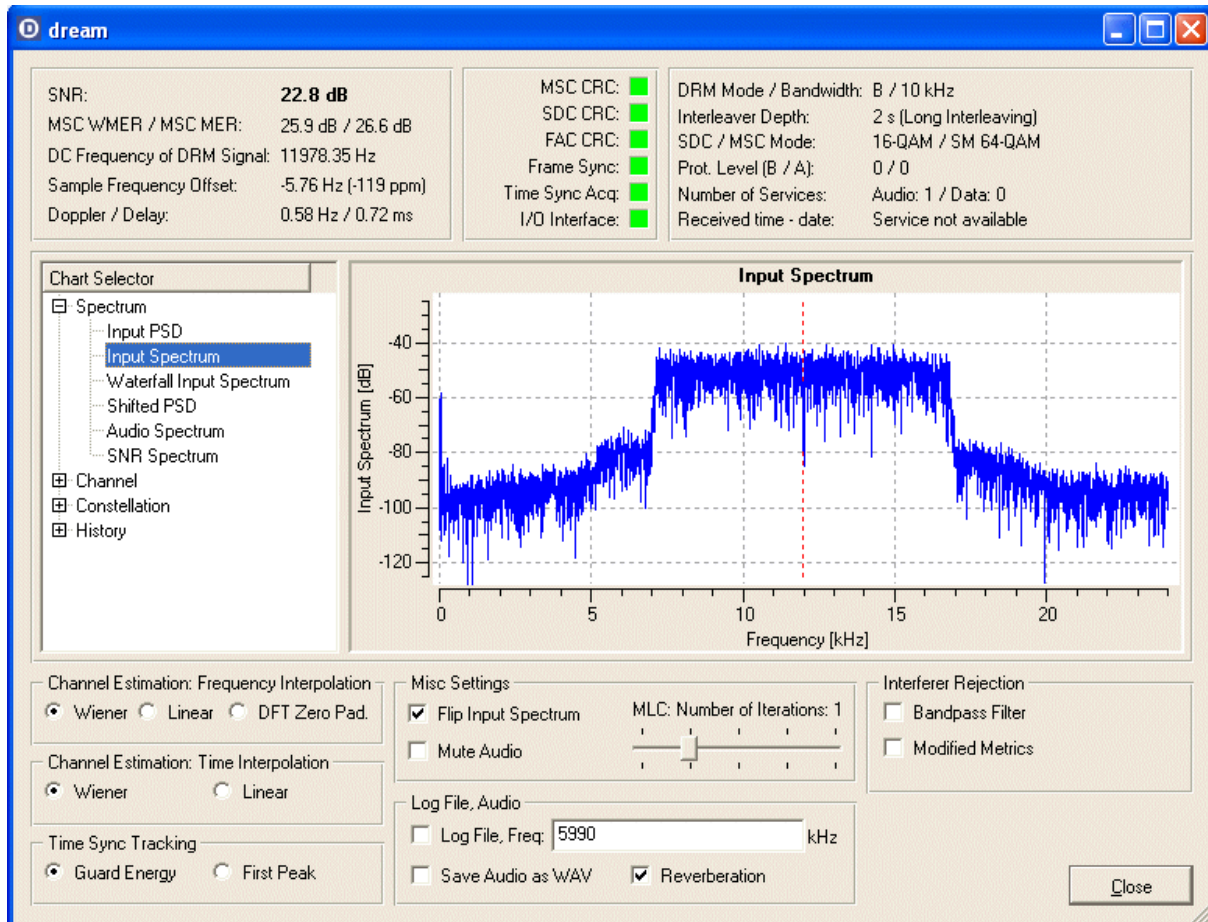 dream
SNR: 22.8 dB
MSC WMER / MSC MER: 25.9 dB / 26.6 dB
DC Frequency of DRM Signal: 11978.35 Hz
Sample Frequency Offset: -5.76 Hz (-119 ppm)
Doppler / Delay: 0.58 Hz / 0.72 ms
MSC CRC:
SDC CRC:
FAC CRC:
Frame Sync:
Time Sync Acq:
I/O Interface:
DRM Mode / Bandwidth: B / 10 kHz
Interleaver Depth: 2 s (Long Interleaving)
SDC / MSC Mode: 16-QAM / SM 64-QAM
Prot. Level (B / A): 0 / 0
Number of Services: Audio: 1 / Data: 0
Received time - date: Service not available
Chart Selector
Spectrum
Input PSD
Input Spectrum
Waterfall Input Spectrum
Shifted PSD
Audio Spectrum
SNR Spectrum
Channel
Constellation
History
Input Spectrum
Input Spectrum [dB]
-40
-60
-80
-100
-120
0 5 10 15 20
Frequency [kHz]
Channel Estimation: Frequency Interpolation
Wiener Linear DFT Zero Pad.
Channel Estimation: Time Interpolation
Wiener Linear
Time Sync Tracking
Guard Energy First Peak
Misc Settings
Flip Input Spectrum MLC: Number of Iterations: 1
Mute Audio
Log File, Audio
Log File, Freq: 5990 kHz
Save Audio as WAV Reverberation
Interferer Rejection
Bandpass Filter
Modified Metrics
Close